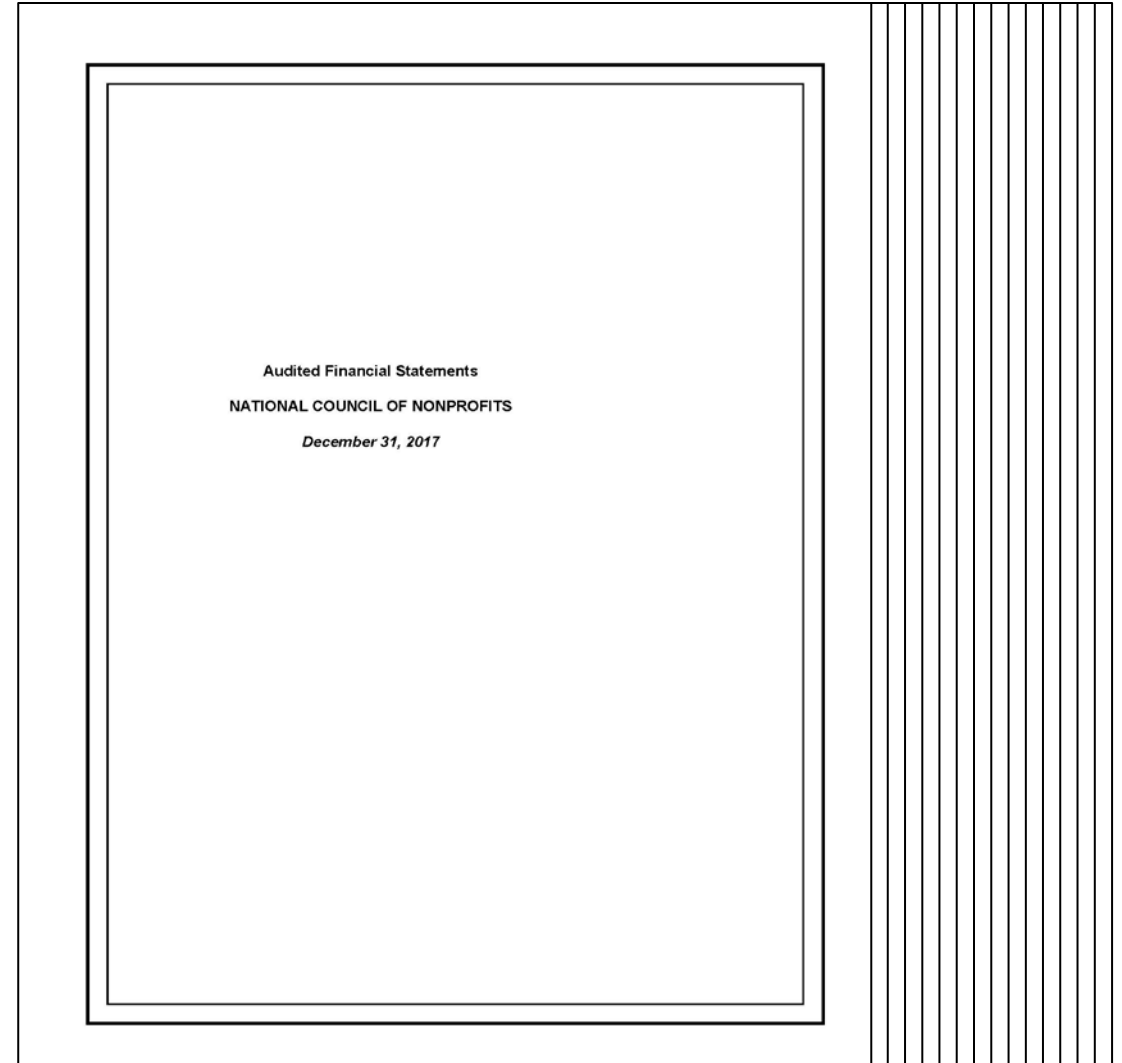 Audited Financial Statements
NATIONAL COUNCIL OF NONPROFITS
December 31, 2017